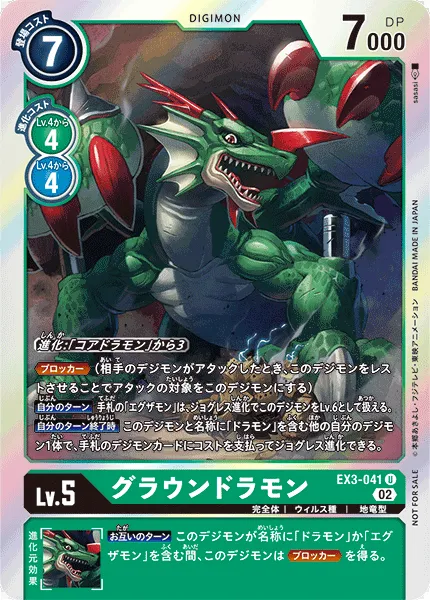 DIGIMON
登場コスト
7
7000
DP
進化コスト
Lv.4から
4
Lv.4から
4
sasasi
©本郷あきよし・フジテレビ・東映アニメーション BANDAI MADE IN JAPAN
NOT FOR SALE
進化:「コアドラモン」から3
ブロッカー (相手のデジモンがアタックしたとき、このデジモンをレ
ストさせることでアタックの対象をこのデジモンにする)
自分のターン 手札の「エグザモン」は、ジョグレス進化でこのデジモンをLv.6として扱える。
自分のターン終了時 このデジモンと名称に「ドラモン」を含む他の自分のデジモ
ン1体で、手札のデジモンカードにコストを支払ってジョグレス進化できる。
EX3-041 U
02
Lv.5
グラウンドラモン
完全体 ウィルス種 地竜型
進化元効果
お互いのターン このデジモンが名称に「ドラモン」か「エグ
ザモン」を含む間、このデジモンは ブロッカー を得る。